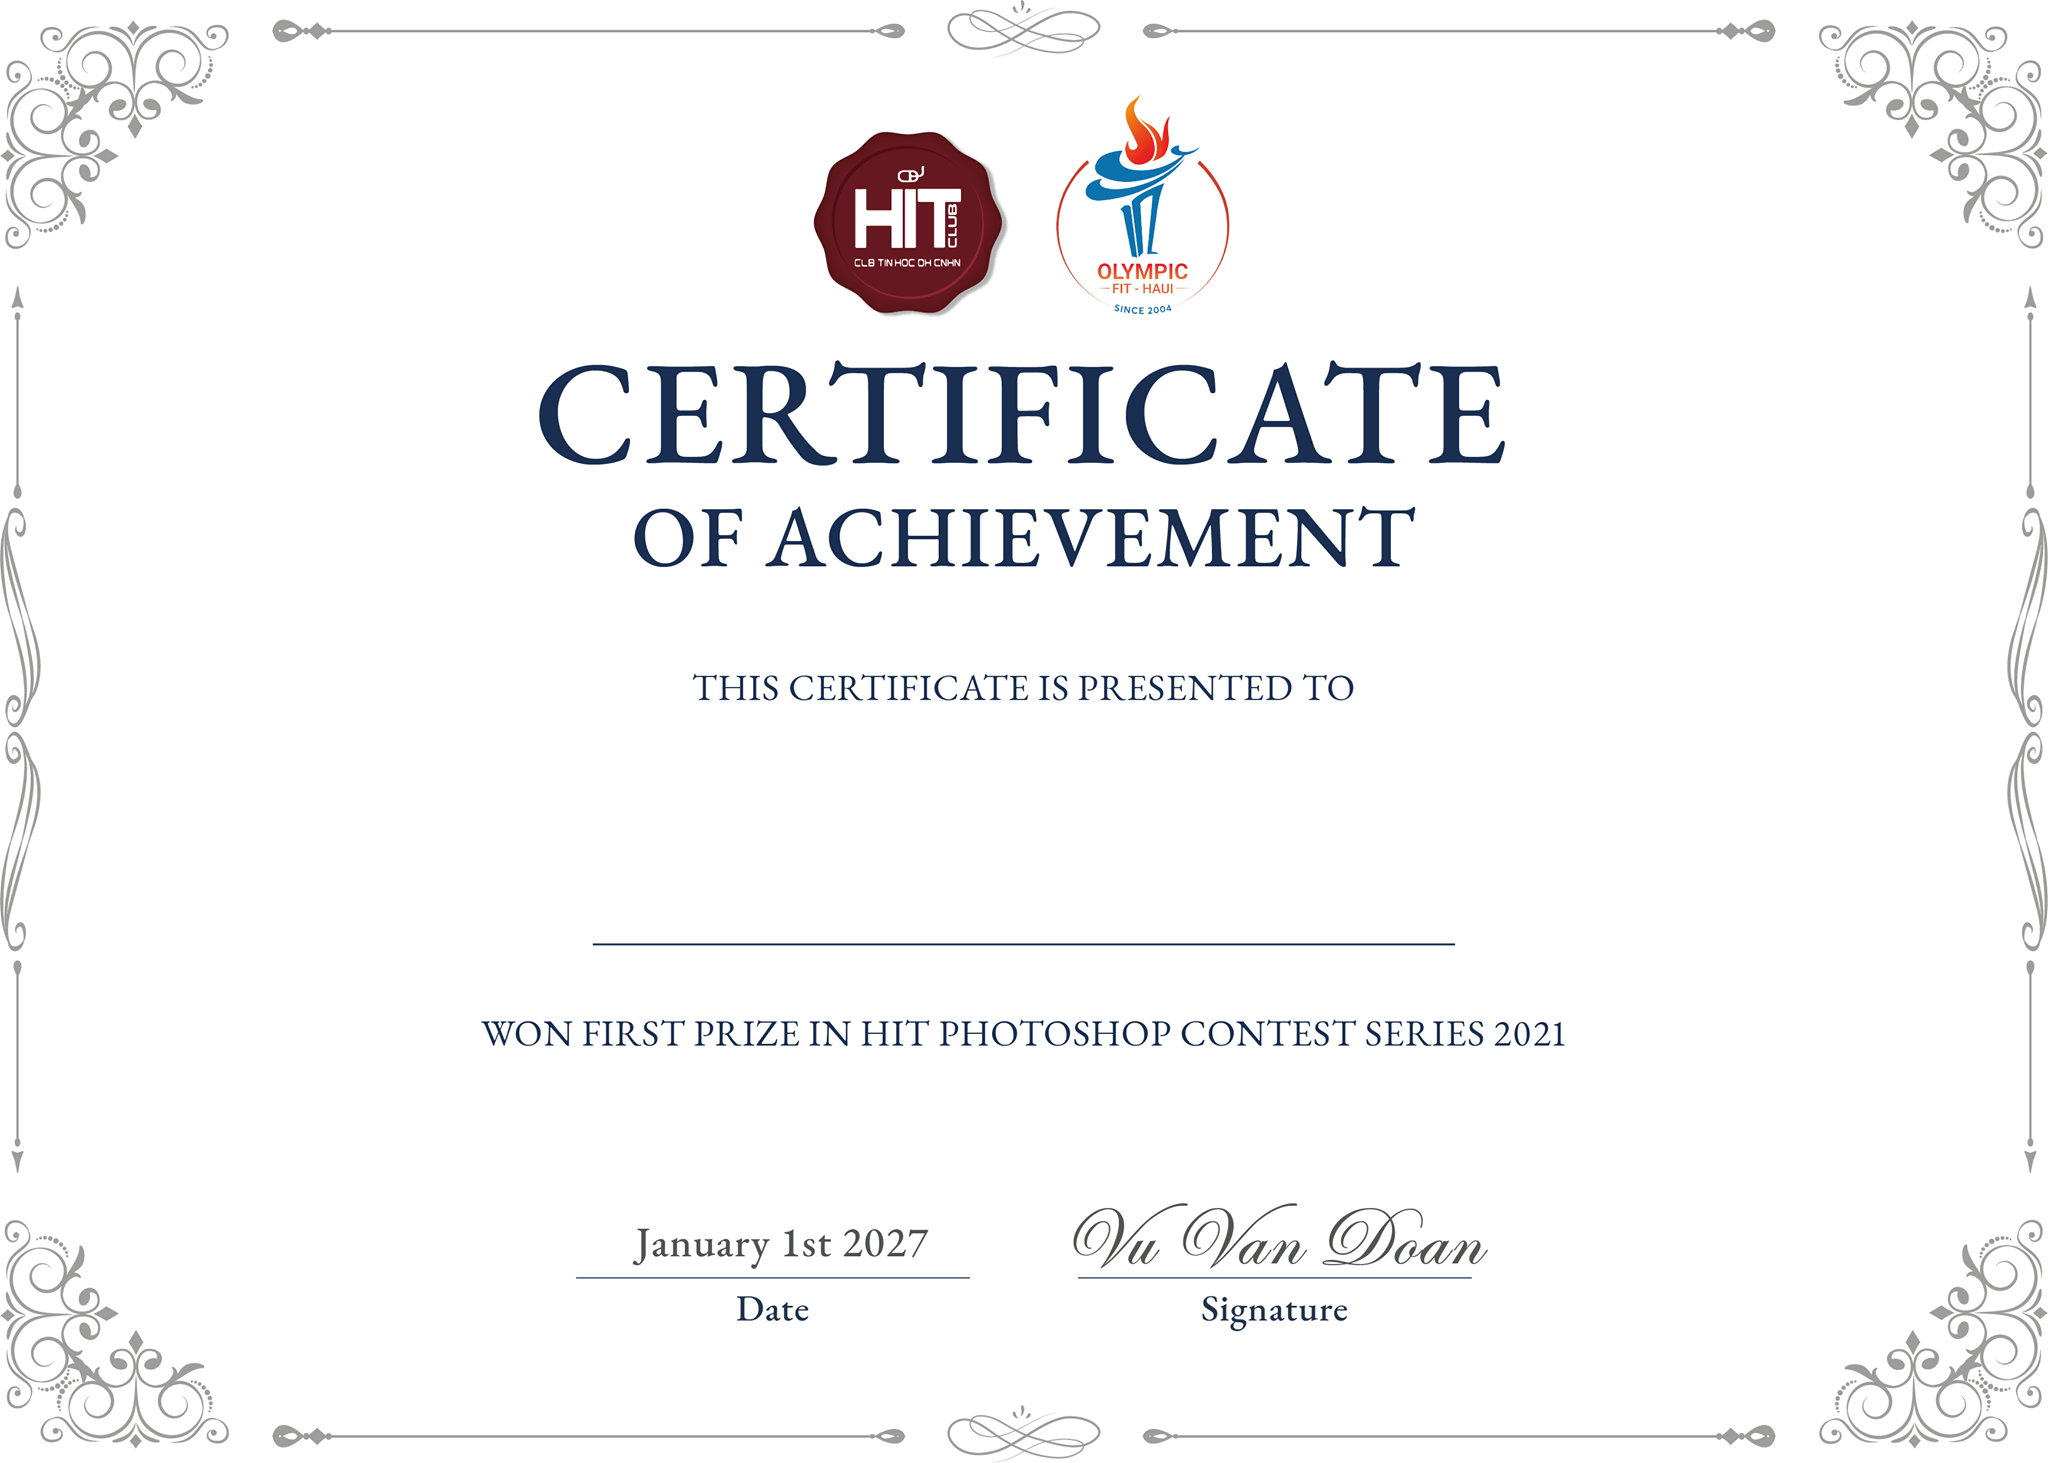 HIT
CLUB
CLB TIN HOC DH CNHN
OLYMPIC
FIT - HAUI
SINCE 2004
CERTIFICATE
OF ACHIEVEMENT
THIS CERTIFICATE IS PRESENTED TO
WON FIRST PRIZE IN HIT PHOTOSHOP CONTEST SERIES 2021
January 1st 2027
Vu Van Doan
Date
Signature